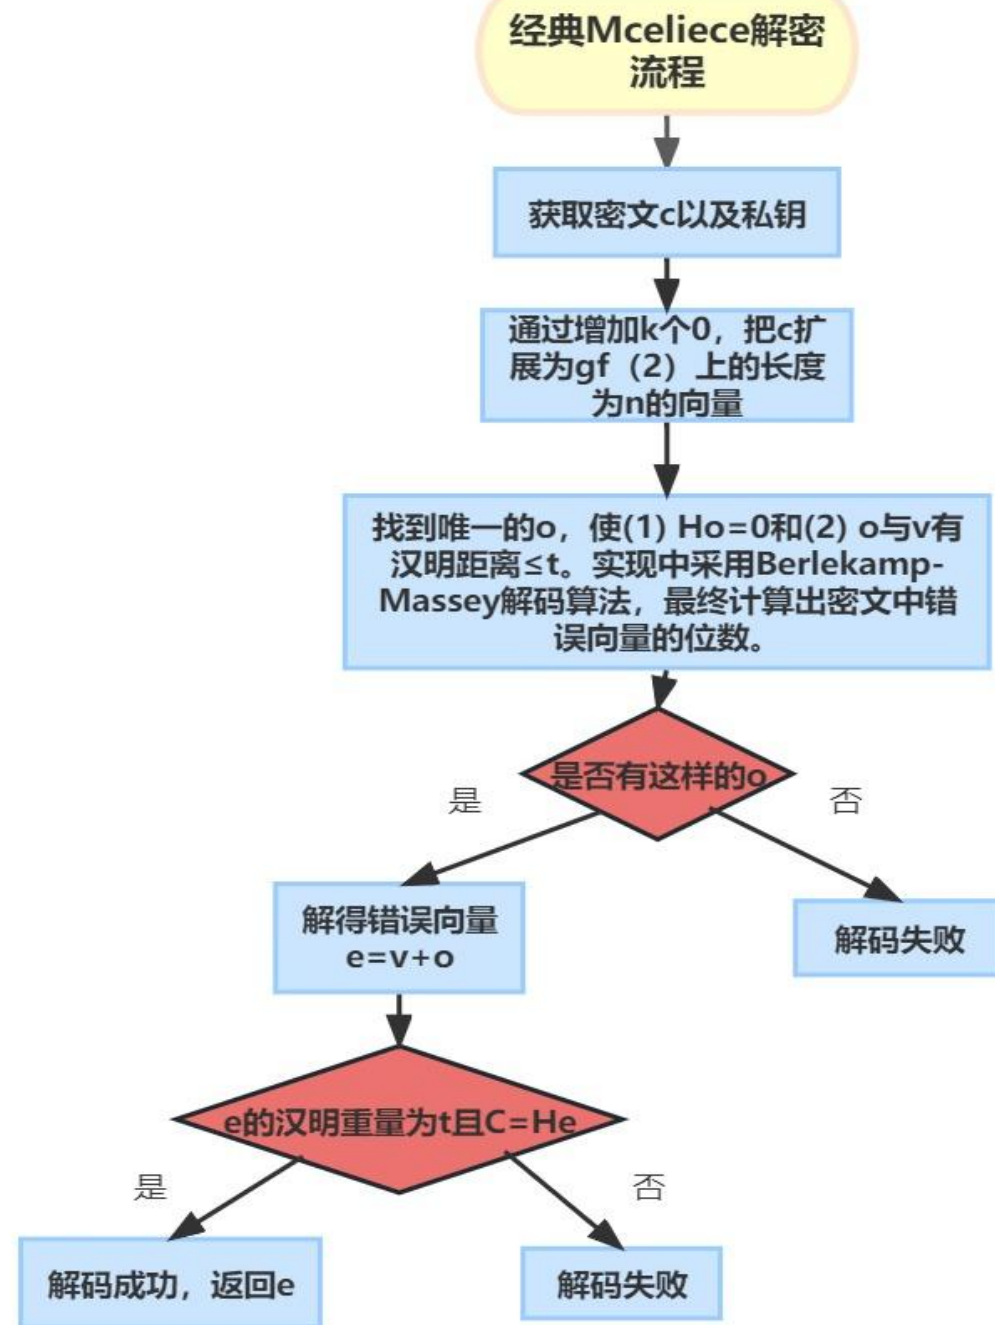 经典Mceliece解密
流程
获取密文c以及私钥
通过增加k个0，把c扩
展为gf（2）上的长度
为n的向量
找到唯一的o，使(1) Ho=0和(2) o与v有
汉明距离≤t。实现中采用Berlekamp-
Massey解码算法，最终计算出密文中错
误向量的位数。
是否有这样的o
是
否
解得错误向量
e=v+o
解码失败
e的汉明重量为t且C=He
是
否
解码成功，返回e
解码失败